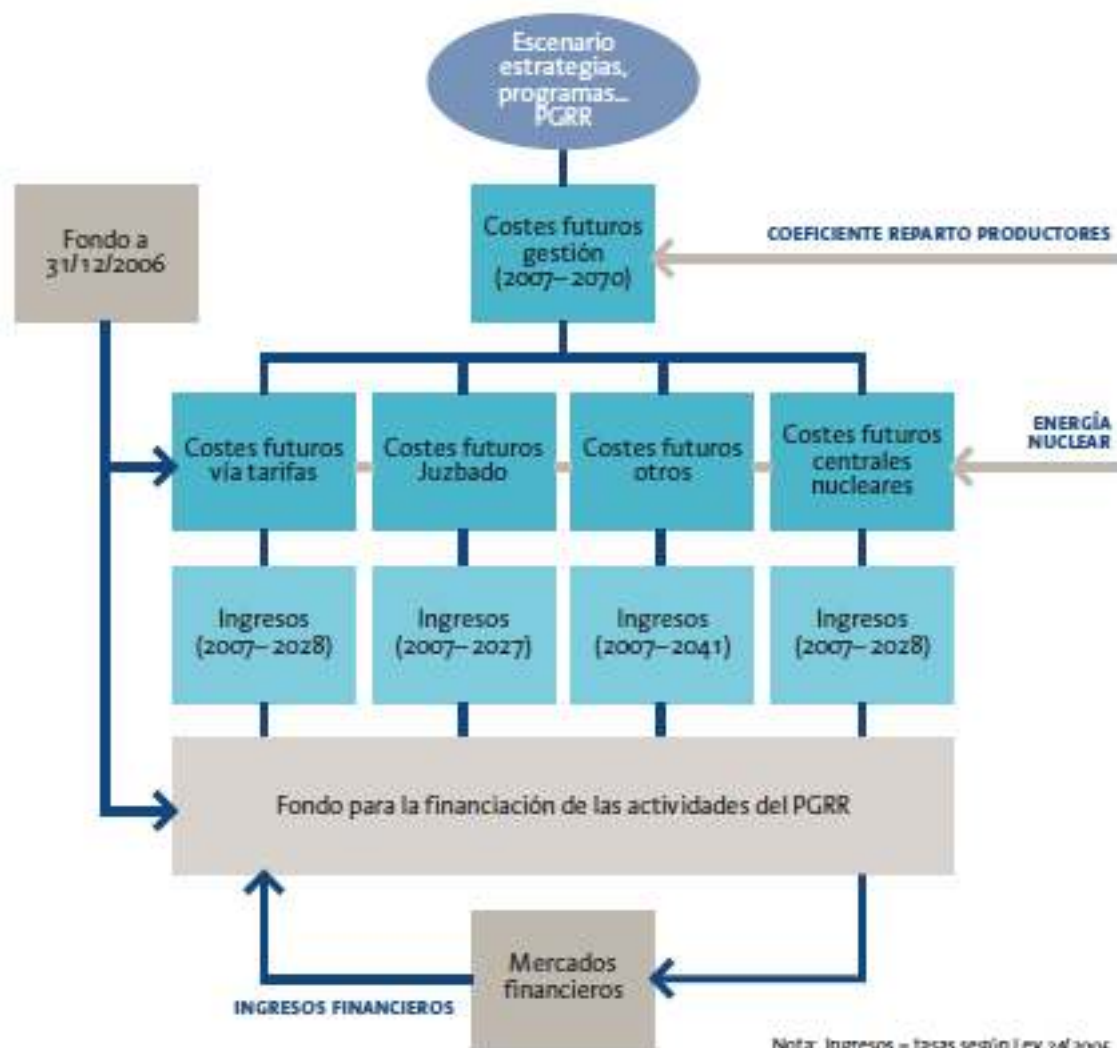 Escenario
estrategias,
programas...
PGRR
Fondo a
31/12/2006
Costes futuros
gestión
(2007–2070)
COEFICIENTE REPARTO PRODUCTORES
Costes futuros
vía tarifas
Costes futuros
Juzbado
Costes futuros
otros
Costes futuros
centrales
nucleares
ENERGÍA
NUCLEAR
Ingresos
(2007–2028)
Ingresos
(2007–2027)
Ingresos
(2007–2041)
Ingresos
(2007–2028)
Fondo para la financiación de las actividades del PGRR
Mercados
financieros
INGRESOS FINANCIEROS
Nota: Ingresos = tasas según Ley 24/2005